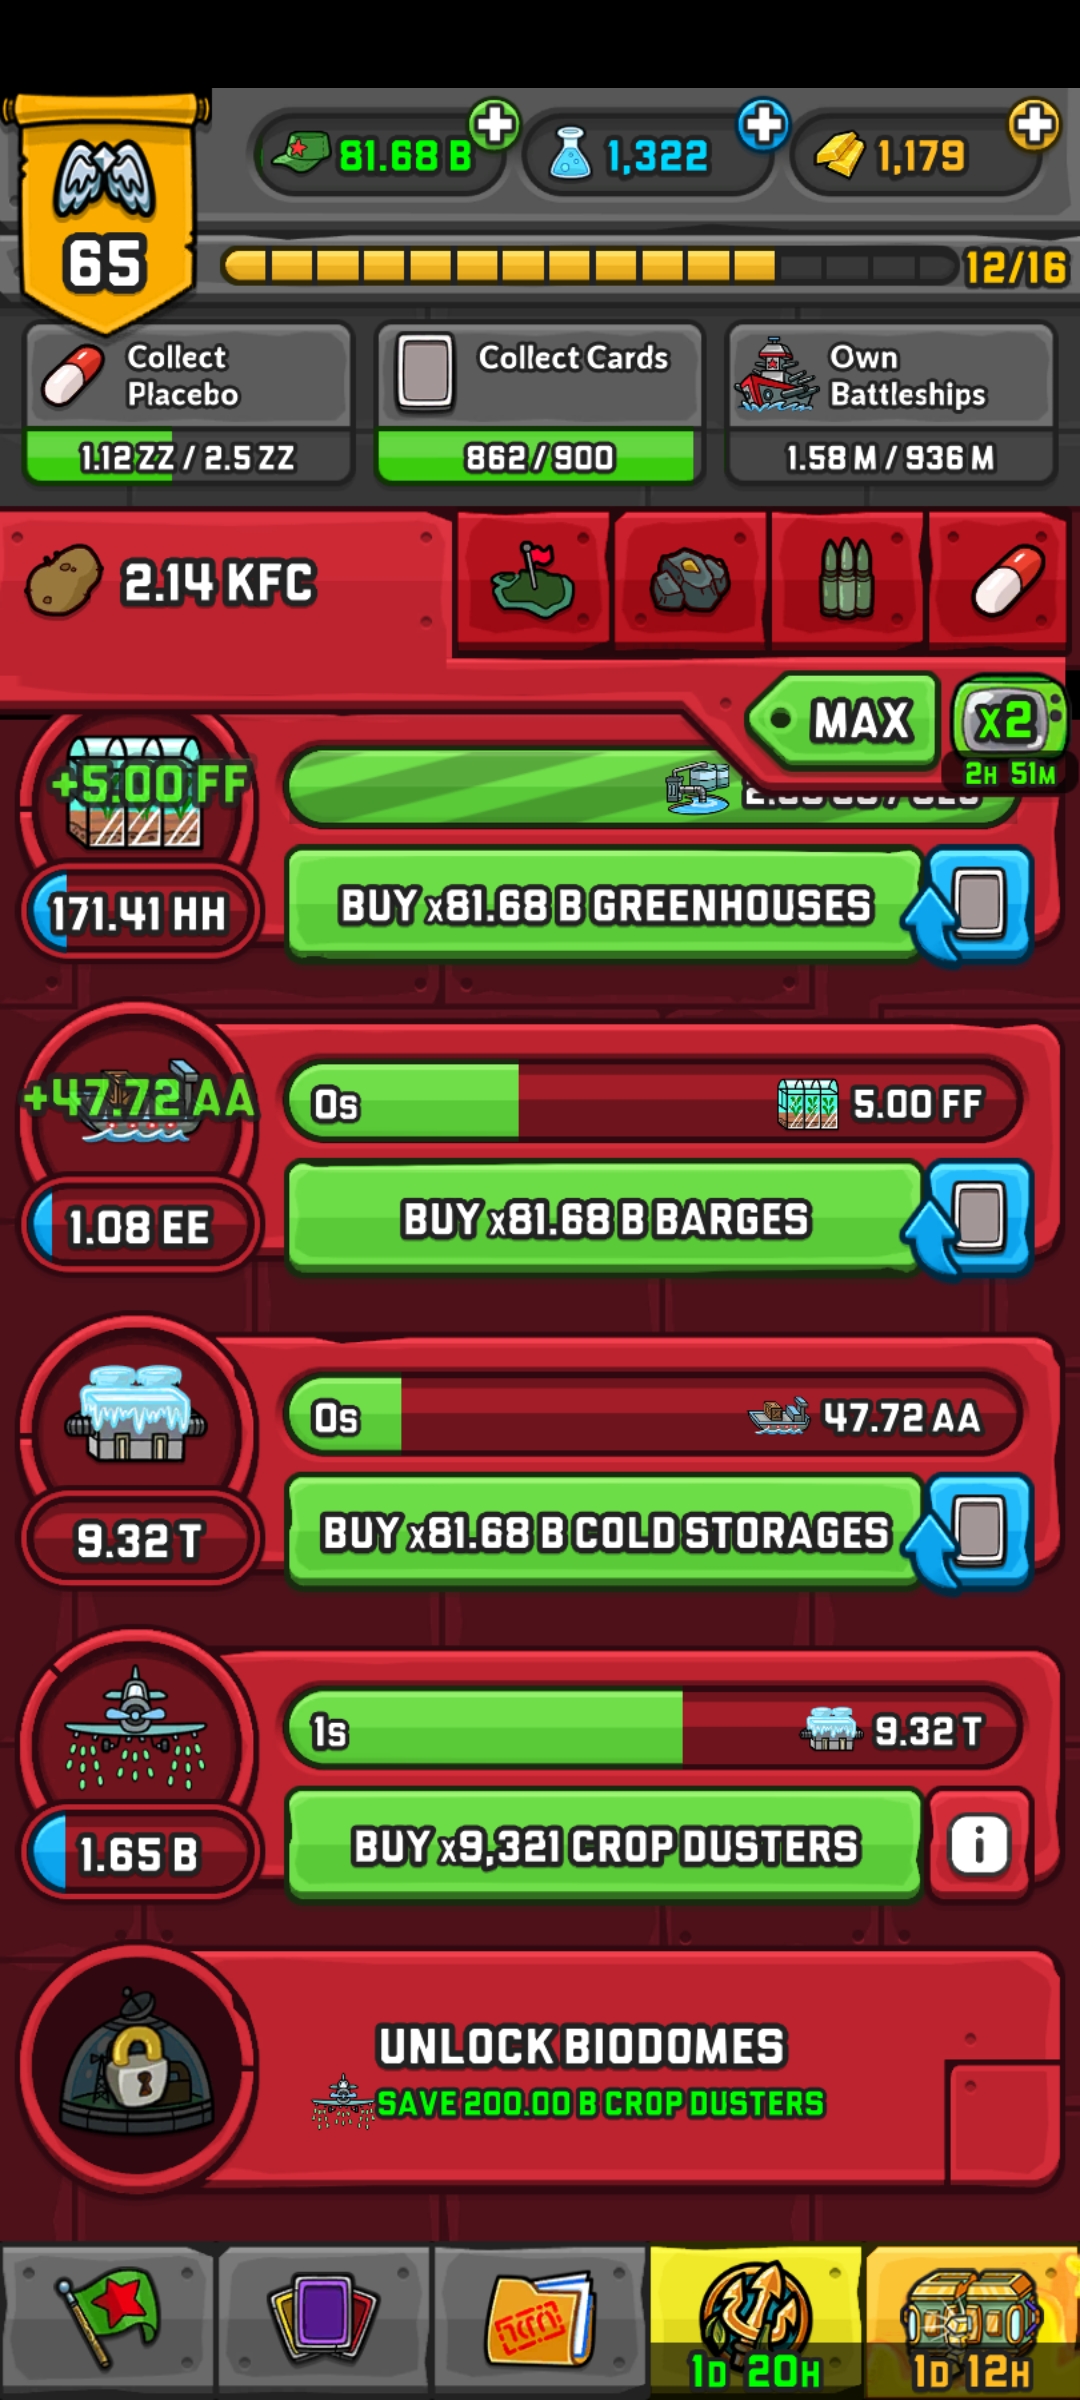 81.68 B
1,322
1,179
65
12/16
Collect
Placebo
1.12 ZZ / 2.5 ZZ
Collect Cards
862/900
Own
Battleships
1.58 M / 936 M
2.14 KFC
MAX
x2
2H 51M
+5.00 FF
171.41 HH
BUY x81.68 B GREENHOUSES
+47.72 AA
0s
5.00 FF
1.08 EE
BUY x81.68 B BARGES
0s
47.72 AA
9.32 T
BUY x81.68 B COLD STORAGES
1s
9.32 T
1.65 B
BUY x9,321 CROP DUSTERS
i
UNLOCK BIODOMES
SAVE 200.00 B CROP DUSTERS
1D 20H
1D 12H